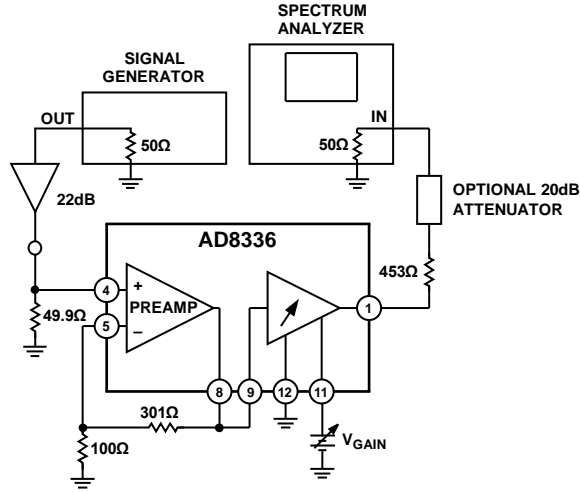 SPECTRUM
ANALYZER
SIGNAL
GENERATOR
OUT
IN
50Ω
50Ω
22dB
OPTIONAL 20dB
ATTENUATOR
AD8336
453Ω
4
+
PREAMP
1
49.9Ω
5
–
8
9
12
11
301Ω
100Ω
VGAIN